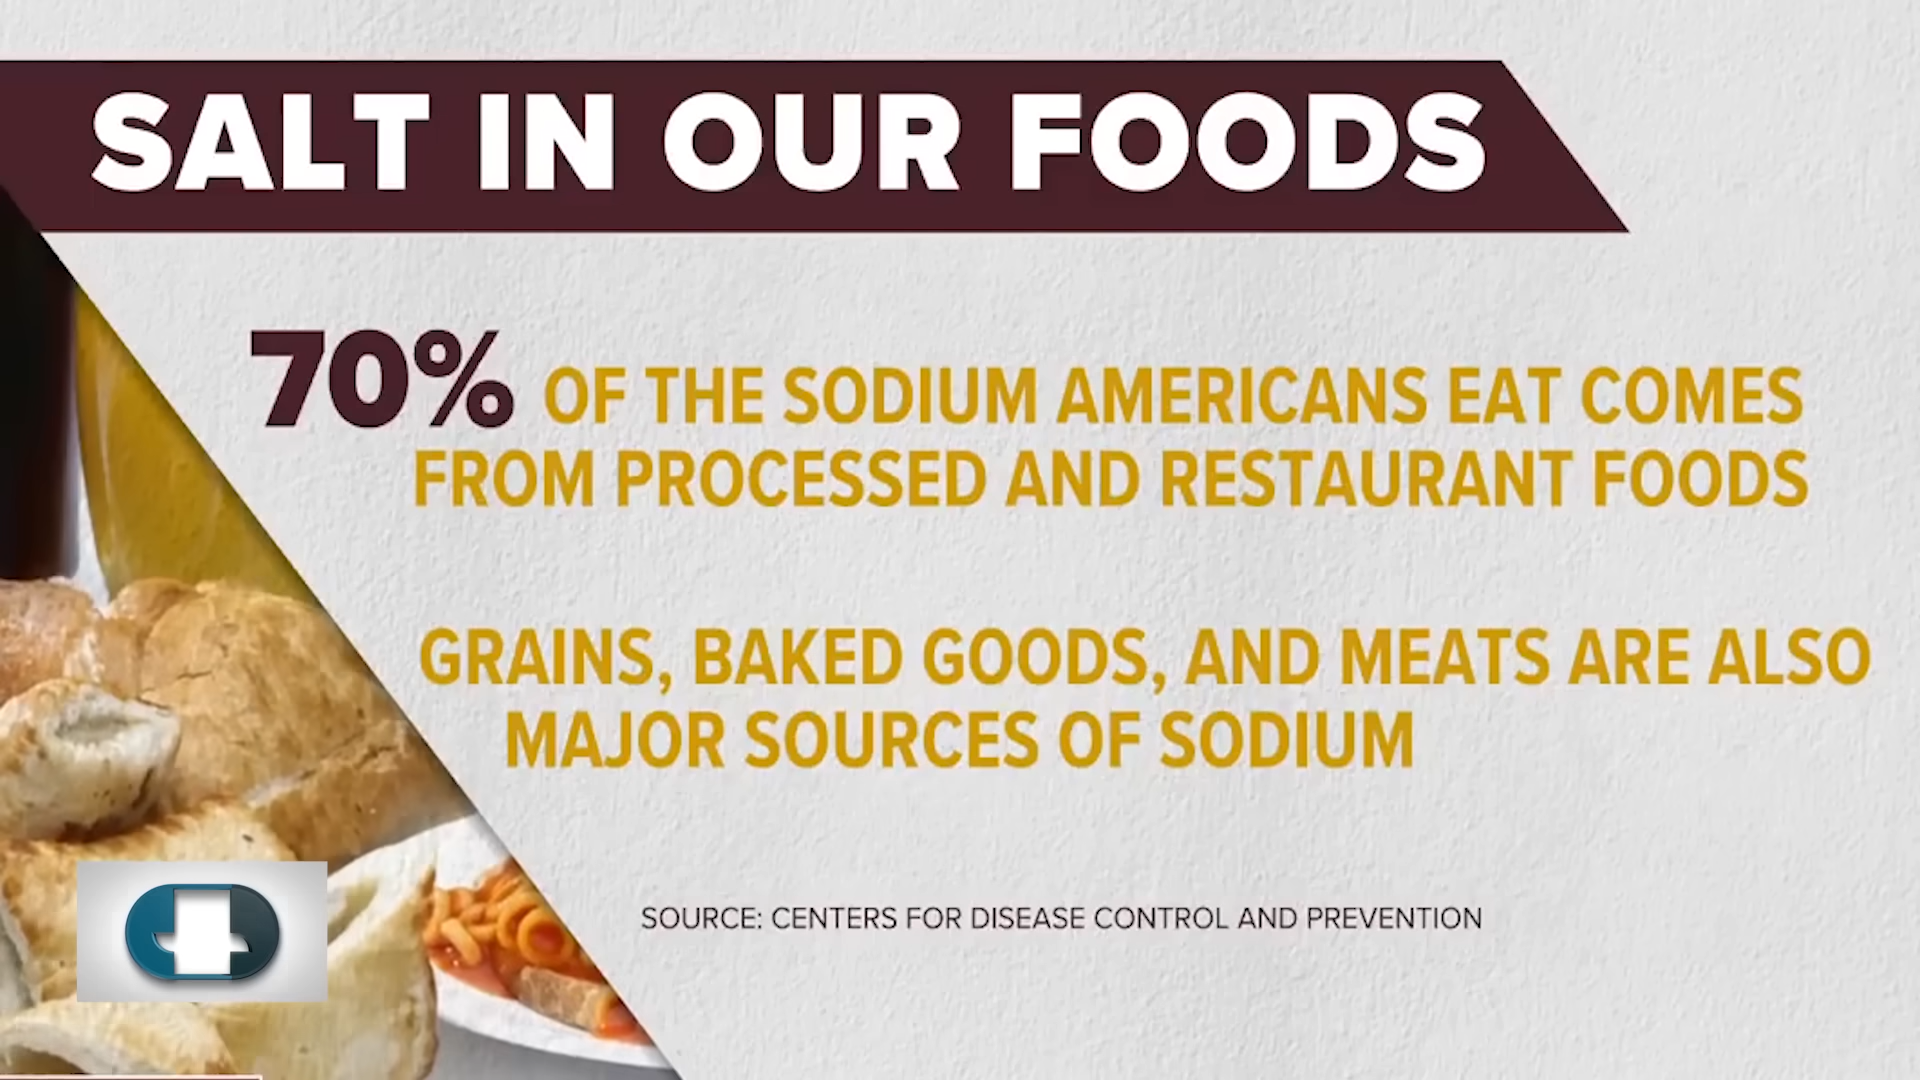 SALT IN OUR FOODS
70% OF THE SODIUM AMERICANS EAT COMES
FROM PROCESSED AND RESTAURANT FOODS
GRAINS, BAKED GOODS, AND MEATS ARE ALSO
MAJOR SOURCES OF SODIUM
SOURCE: CENTERS FOR DISEASE CONTROL AND PREVENTION